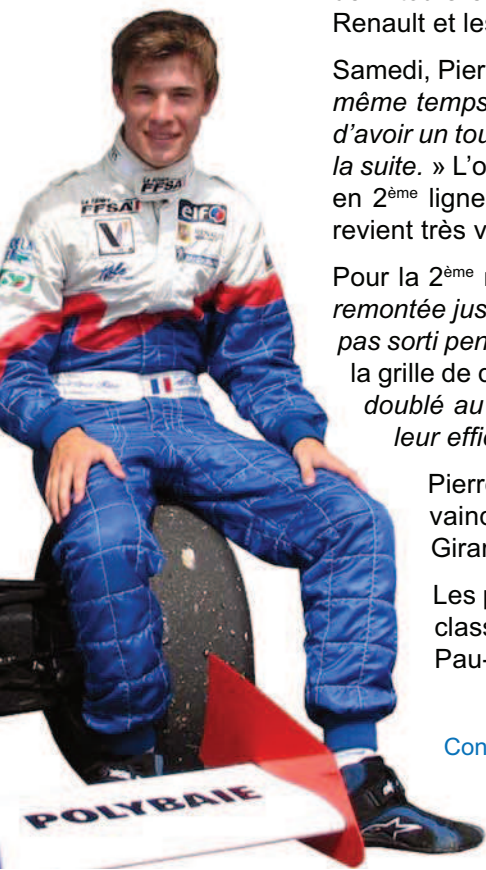 Renault et les
Samedi, Pier
même temps
d'avoir un tou
la suite. » L'o
en 2ème ligne
revient très v
Pour la 2ème
remontée jus
pas sorti pen
la grille de d
doublé au
leur effic
Pierre
vainc
Girar
Les p
class
Pau-
Con
FFSA
FFSA
elf
POLYBAIE